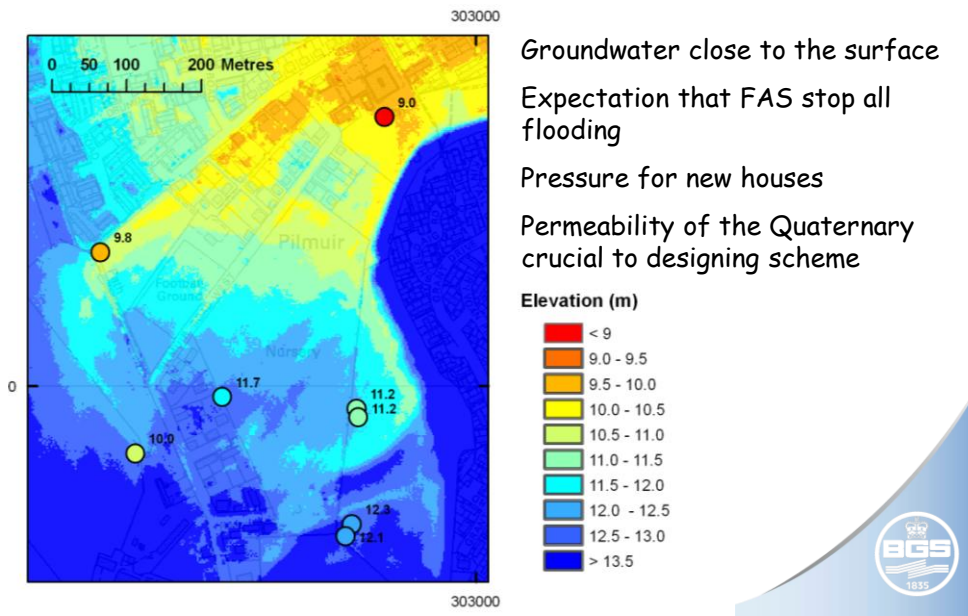 303000
0 50 100 200 Metres
9.0
9.8
Pilmuir
Football
Ground
Nursery
0
11.7
11.2
11.2
10.0
12.3
12.1
303000
Groundwater close to the surface
Expectation that FAS stop all
flooding
Pressure for new houses
Permeability of the Quaternary
crucial to designing scheme
Elevation (m)
< 9
9.0 - 9.5
9.5 - 10.0
10.0 - 10.5
10.5 - 11.0
11.0 - 11.5
11.5 - 12.0
12.0 - 12.5
12.5 - 13.0
> 13.5
BGS
1835